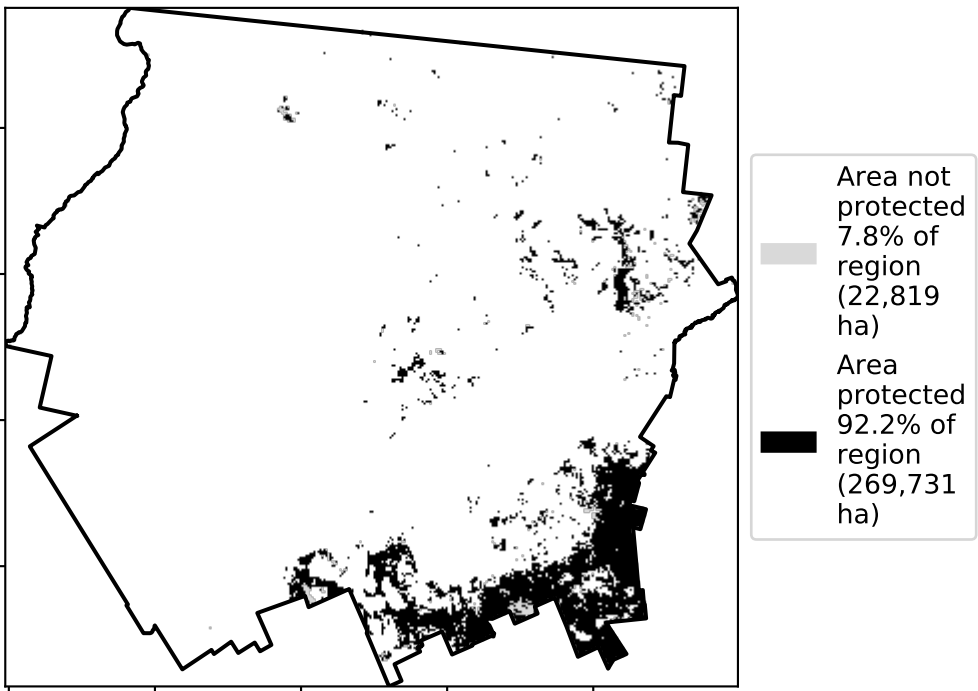 Area not
protected
7.8% of
region
(22,819
ha)
Area
protected
92.2% of
region
(269,731
ha)